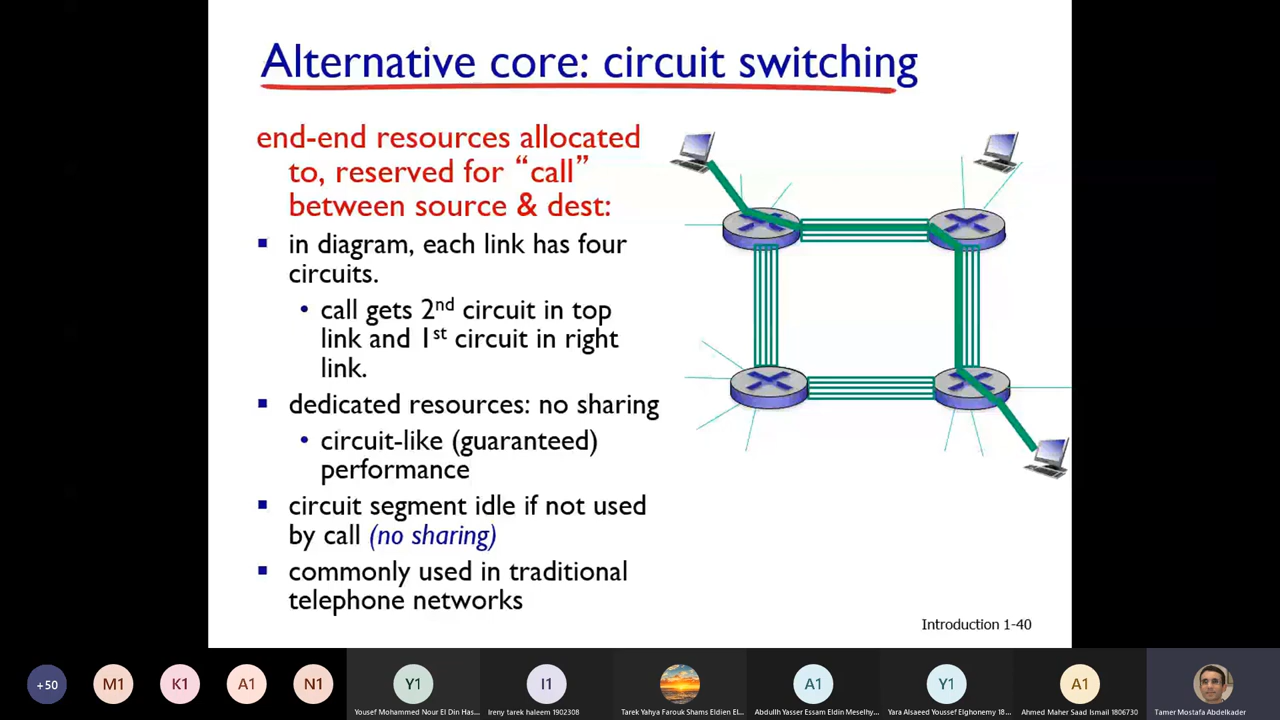 Alternative core: circuit switching
end-end resources allocated
to, reserved for “call”
between source & dest:
▪ in diagram, each link has four
circuits.
• call gets 2nd circuit in top
link and 1st circuit in right
link.
▪ dedicated resources: no sharing
• circuit-like (guaranteed)
performance
▪ circuit segment idle if not used
by call (no sharing)
▪ commonly used in traditional
telephone networks
Introduction 1-40
+50
M1
K1
A1
N1
Y1
I1
A1
Y1
A1
Yousef Mohammed Nour El Din Has...
Ireny tarek haleem 1902308
Tarek Yahya Farouk Shams Eldien El...
Abdullh Yasser Essam Eldin Meselhy...
Yara Alsaeed Youssef Elghonemy 18...
Ahmed Maher Saad Ismail 1806730
Tamer Mostafa Abdelkader